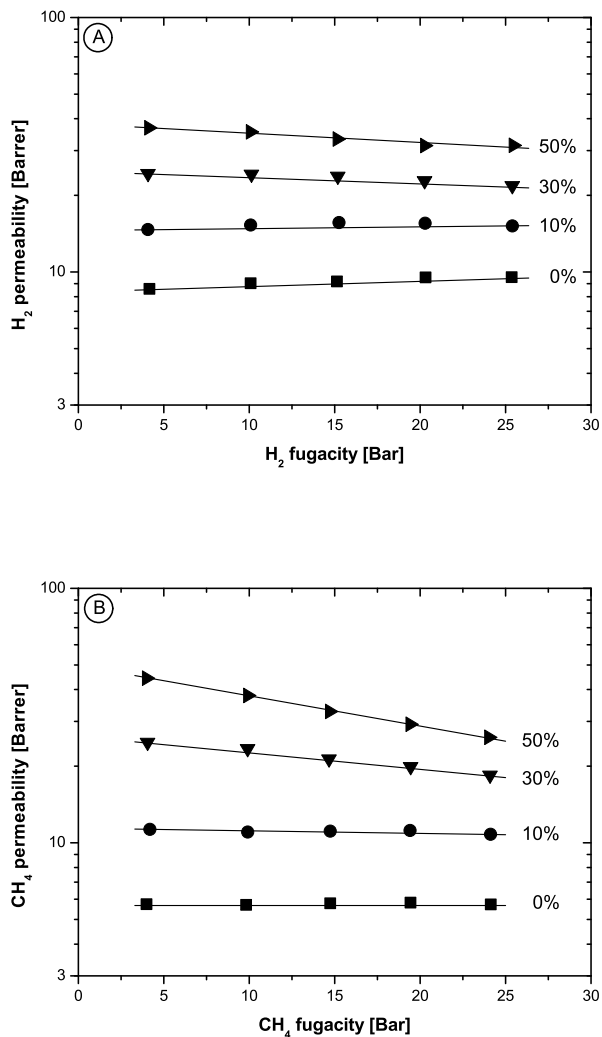 A
100
10
3
H₂ permeability [Barrer]
50%
30%
10%
0%
0 5 10 15 20 25 30
H₂ fugacity [Bar]
B
100
10
3
CH₄ permeability [Barrer]
50%
30%
10%
0%
0 5 10 15 20 25 30
CH₄ fugacity [Bar]